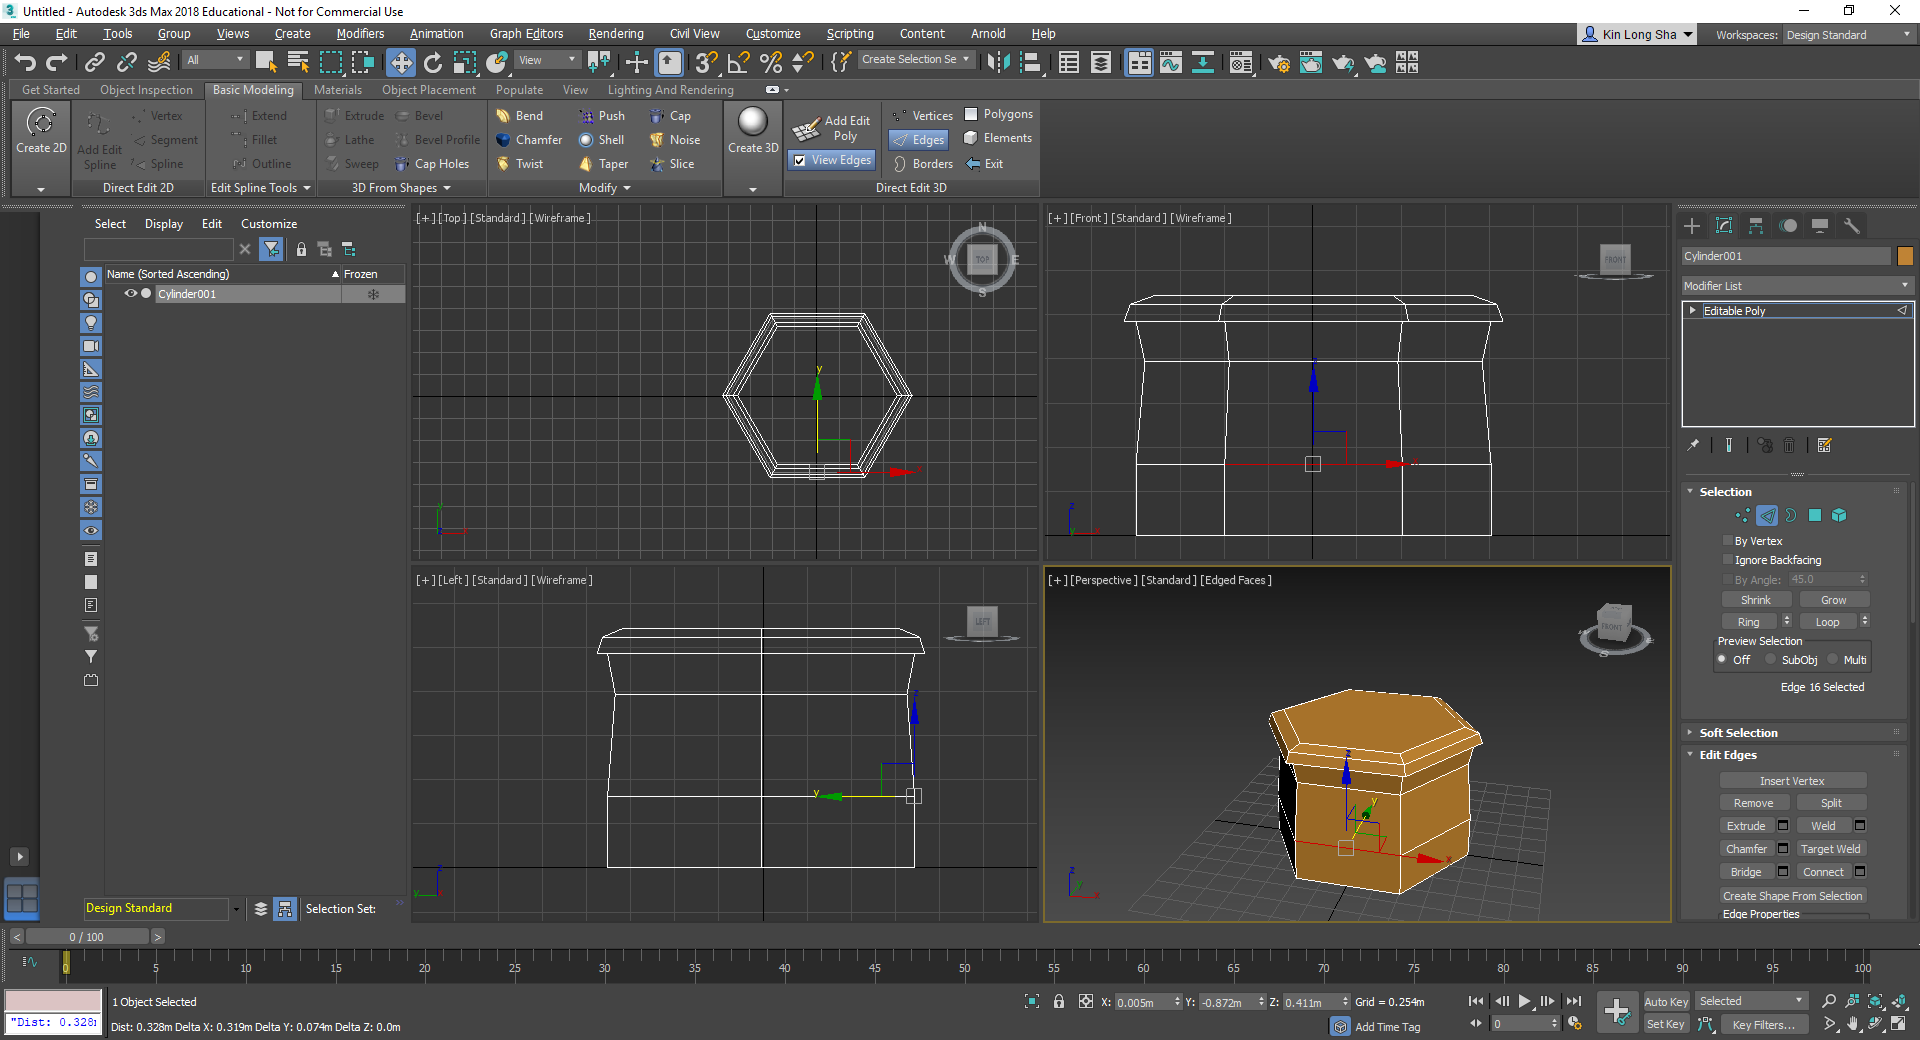 Untitled - Autodesk 3ds Max 2018 Educational - Not for Commercial Use
File Edit Tools Group Views Create Modifiers Animation Graph Editors Rendering Civil View Customize Scripting Content Arnold Help Kin Long Sha Workspaces: Design Standard
All View Create Selection Se
Get Started Object Inspection Basic Modeling Materials Object Placement Populate View Lighting And Rendering
Create 2D
Add Edit Spline
Vertex
Segment
Spline
Direct Edit 2D
Extend
Fillet
Outline
Edit Spline Tools
Extrude Bevel
Lathe Bevel Profile
Sweep Cap Holes
3D From Shapes
Bend Push Cap
Chamfer Shell Noise
Twist Taper Slice
Modify
Create 3D
Add Edit Poly
View Edges
Vertices Polygons
Edges Elements
Borders Exit
Direct Edit 3D
Select Display Edit Customize
Name (Sorted Ascending) Frozen
Cylinder001
Design Standard Selection Set:
[+] [Top] [Standard] [Wireframe]
N
W TOP E
S
y
x
[+] [Front] [Standard] [Wireframe]
FRONT
z
x
[+] [Left] [Standard] [Wireframe]
LEFT
z
y
[+] [Perspective] [Standard] [Edged Faces]
FRONT
S
z
y
x
Cylinder001
Modifier List
Editable Poly
Selection
By Vertex
Ignore Backfacing
By Angle: 45.0
Shrink Grow
Ring Loop
Preview Selection
Off SubObj Multi
Edge 16 Selected
Soft Selection
Edit Edges
Insert Vertex
Remove Split
Extrude Weld
Chamfer Target Weld
Bridge Connect
Create Shape From Selection
Edge Properties
< 0 / 100 >
0 5 10 15 20 25 30 35 40 45 50 55 60 65 70 75 80 85 90 95 100
1 Object Selected X: 0.005m Y: -0.872m Z: 0.411m Grid = 0.254m Auto Key Selected
"Dist: 0.328m Dist: 0.328m Delta X: 0.319m Delta Y: 0.074m Delta Z: 0.0m Add Time Tag 0 Set Key Key Filters...